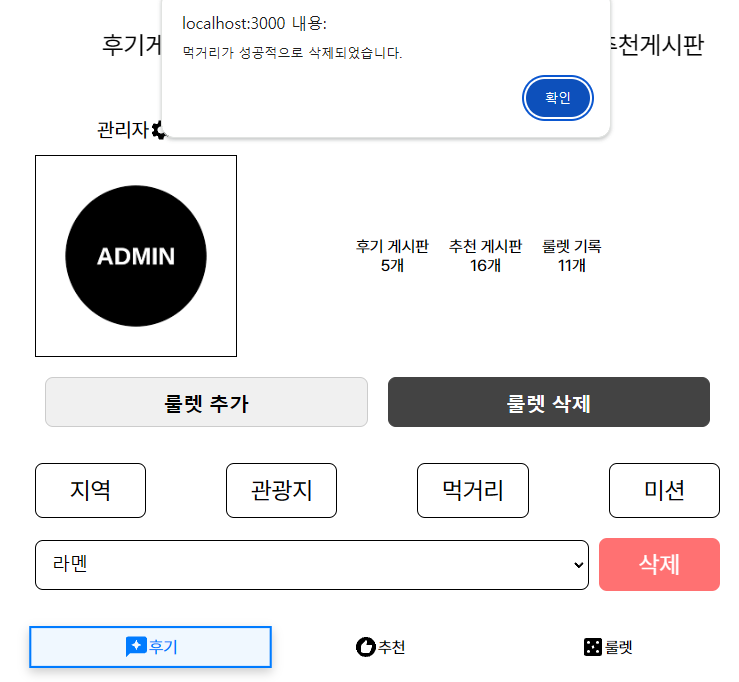 localhost:3000 내용:
먹거리가 성공적으로 삭제되었습니다.
확인
후기게
추천게시판
관리자
ADMIN
후기 게시판 추천 게시판 룰렛 기록
5개 16개 11개
룰렛 추가 룰렛 삭제
지역 관광지 먹거리 미션
라멘 삭제
후기 추천 룰렛